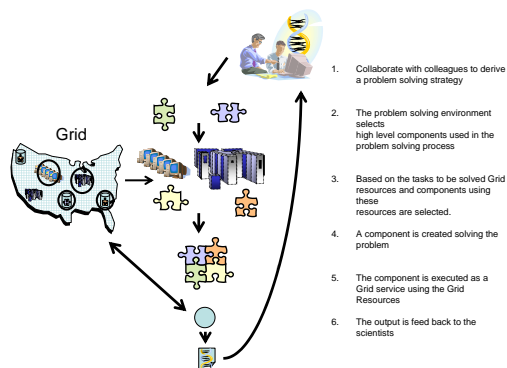 Grid
1. Collaborate with colleagues to derive
a problem solving strategy
2. The problem solving environment
selects
high level components used in the
problem solving process
3. Based on the tasks to be solved Grid
resources and components using
these
resources are selected.
4. A component is created solving the
problem
5. The component is executed as a
Grid service using the Grid
Resources
6. The output is feed back to the
scientists